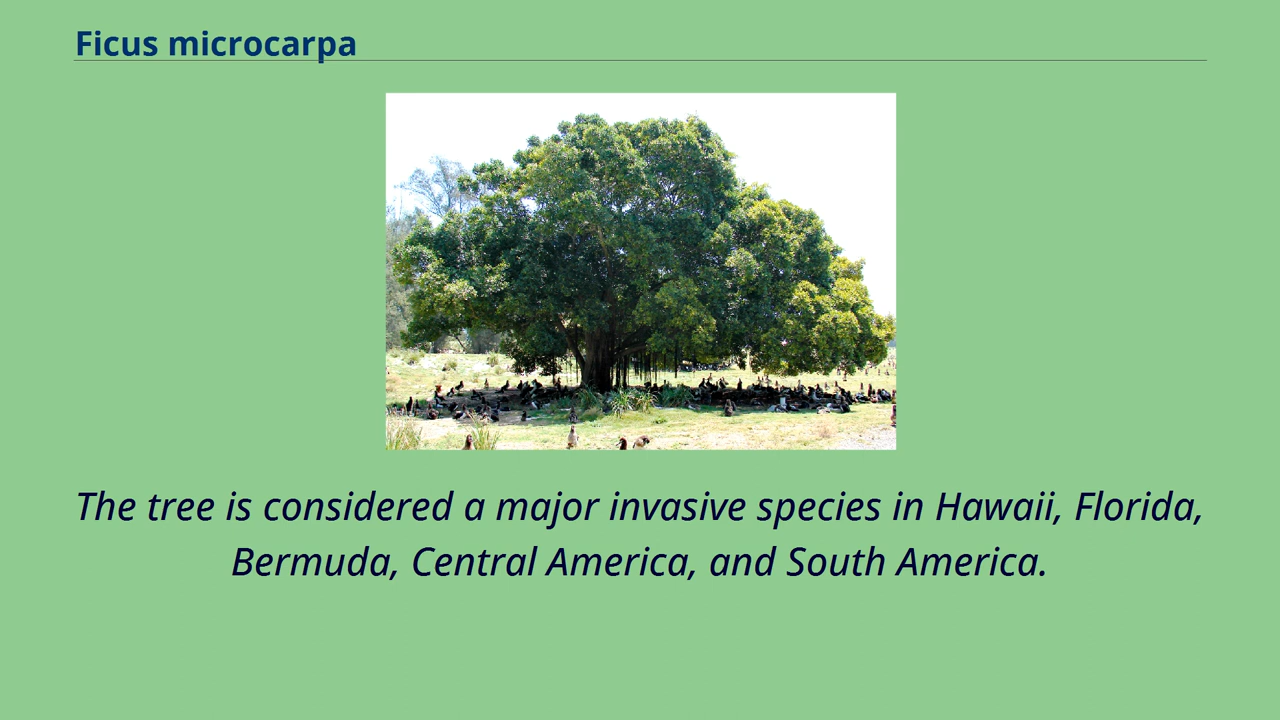 Ficus microcarpa
The tree is considered a major invasive species in Hawaii, Florida,
Bermuda, Central America, and South America.